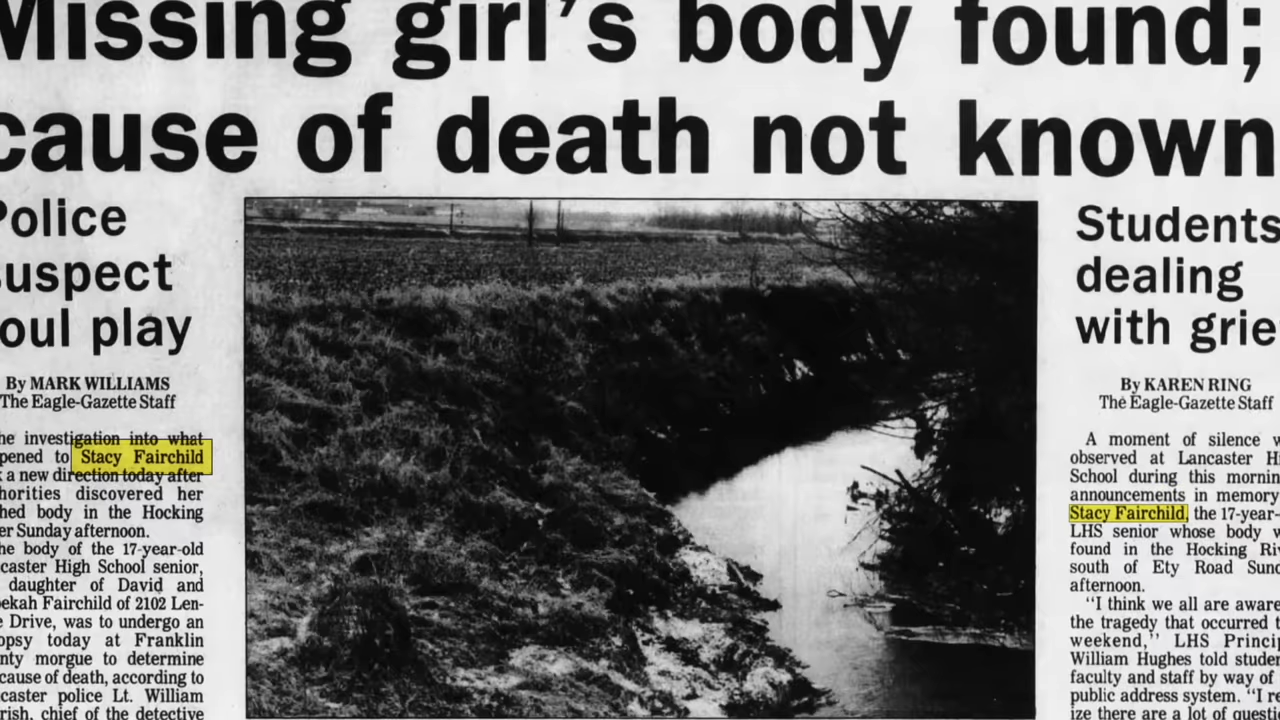 Missing girl's body found;
cause of death not known
Police
suspect
oul play
By MARK WILLIAMS
The Eagle-Gazette Staff
he investigation into what
pened to Stacy Fairchild
k a new direction today after
horities discovered her
hed body in the Hocking
er Sunday afternoon.
he body of the 17-year-old
caster High School senior,
daughter of David and
ekah Fairchild of 2102 Len-
e Drive, was to undergo an
opsy today at Franklin
nty morgue to determine
cause of death, according to
caster police Lt. William
rish, chief of the detective
Students
dealing
with grie
By KAREN RING
The Eagle-Gazette Staff
A moment of silence w
observed at Lancaster Hi
School during this mornin
announcements in memory
Stacy Fairchild, the 17-year-
LHS senior whose body w
found in the Hocking Riv
south of Ety Road Sund
afternoon.
"I think we all are aware
the tragedy that occurred t
weekend," LHS Princip
William Hughes told studen
faculty and staff by way of
public address system. "I re
ize there are a lot of questio